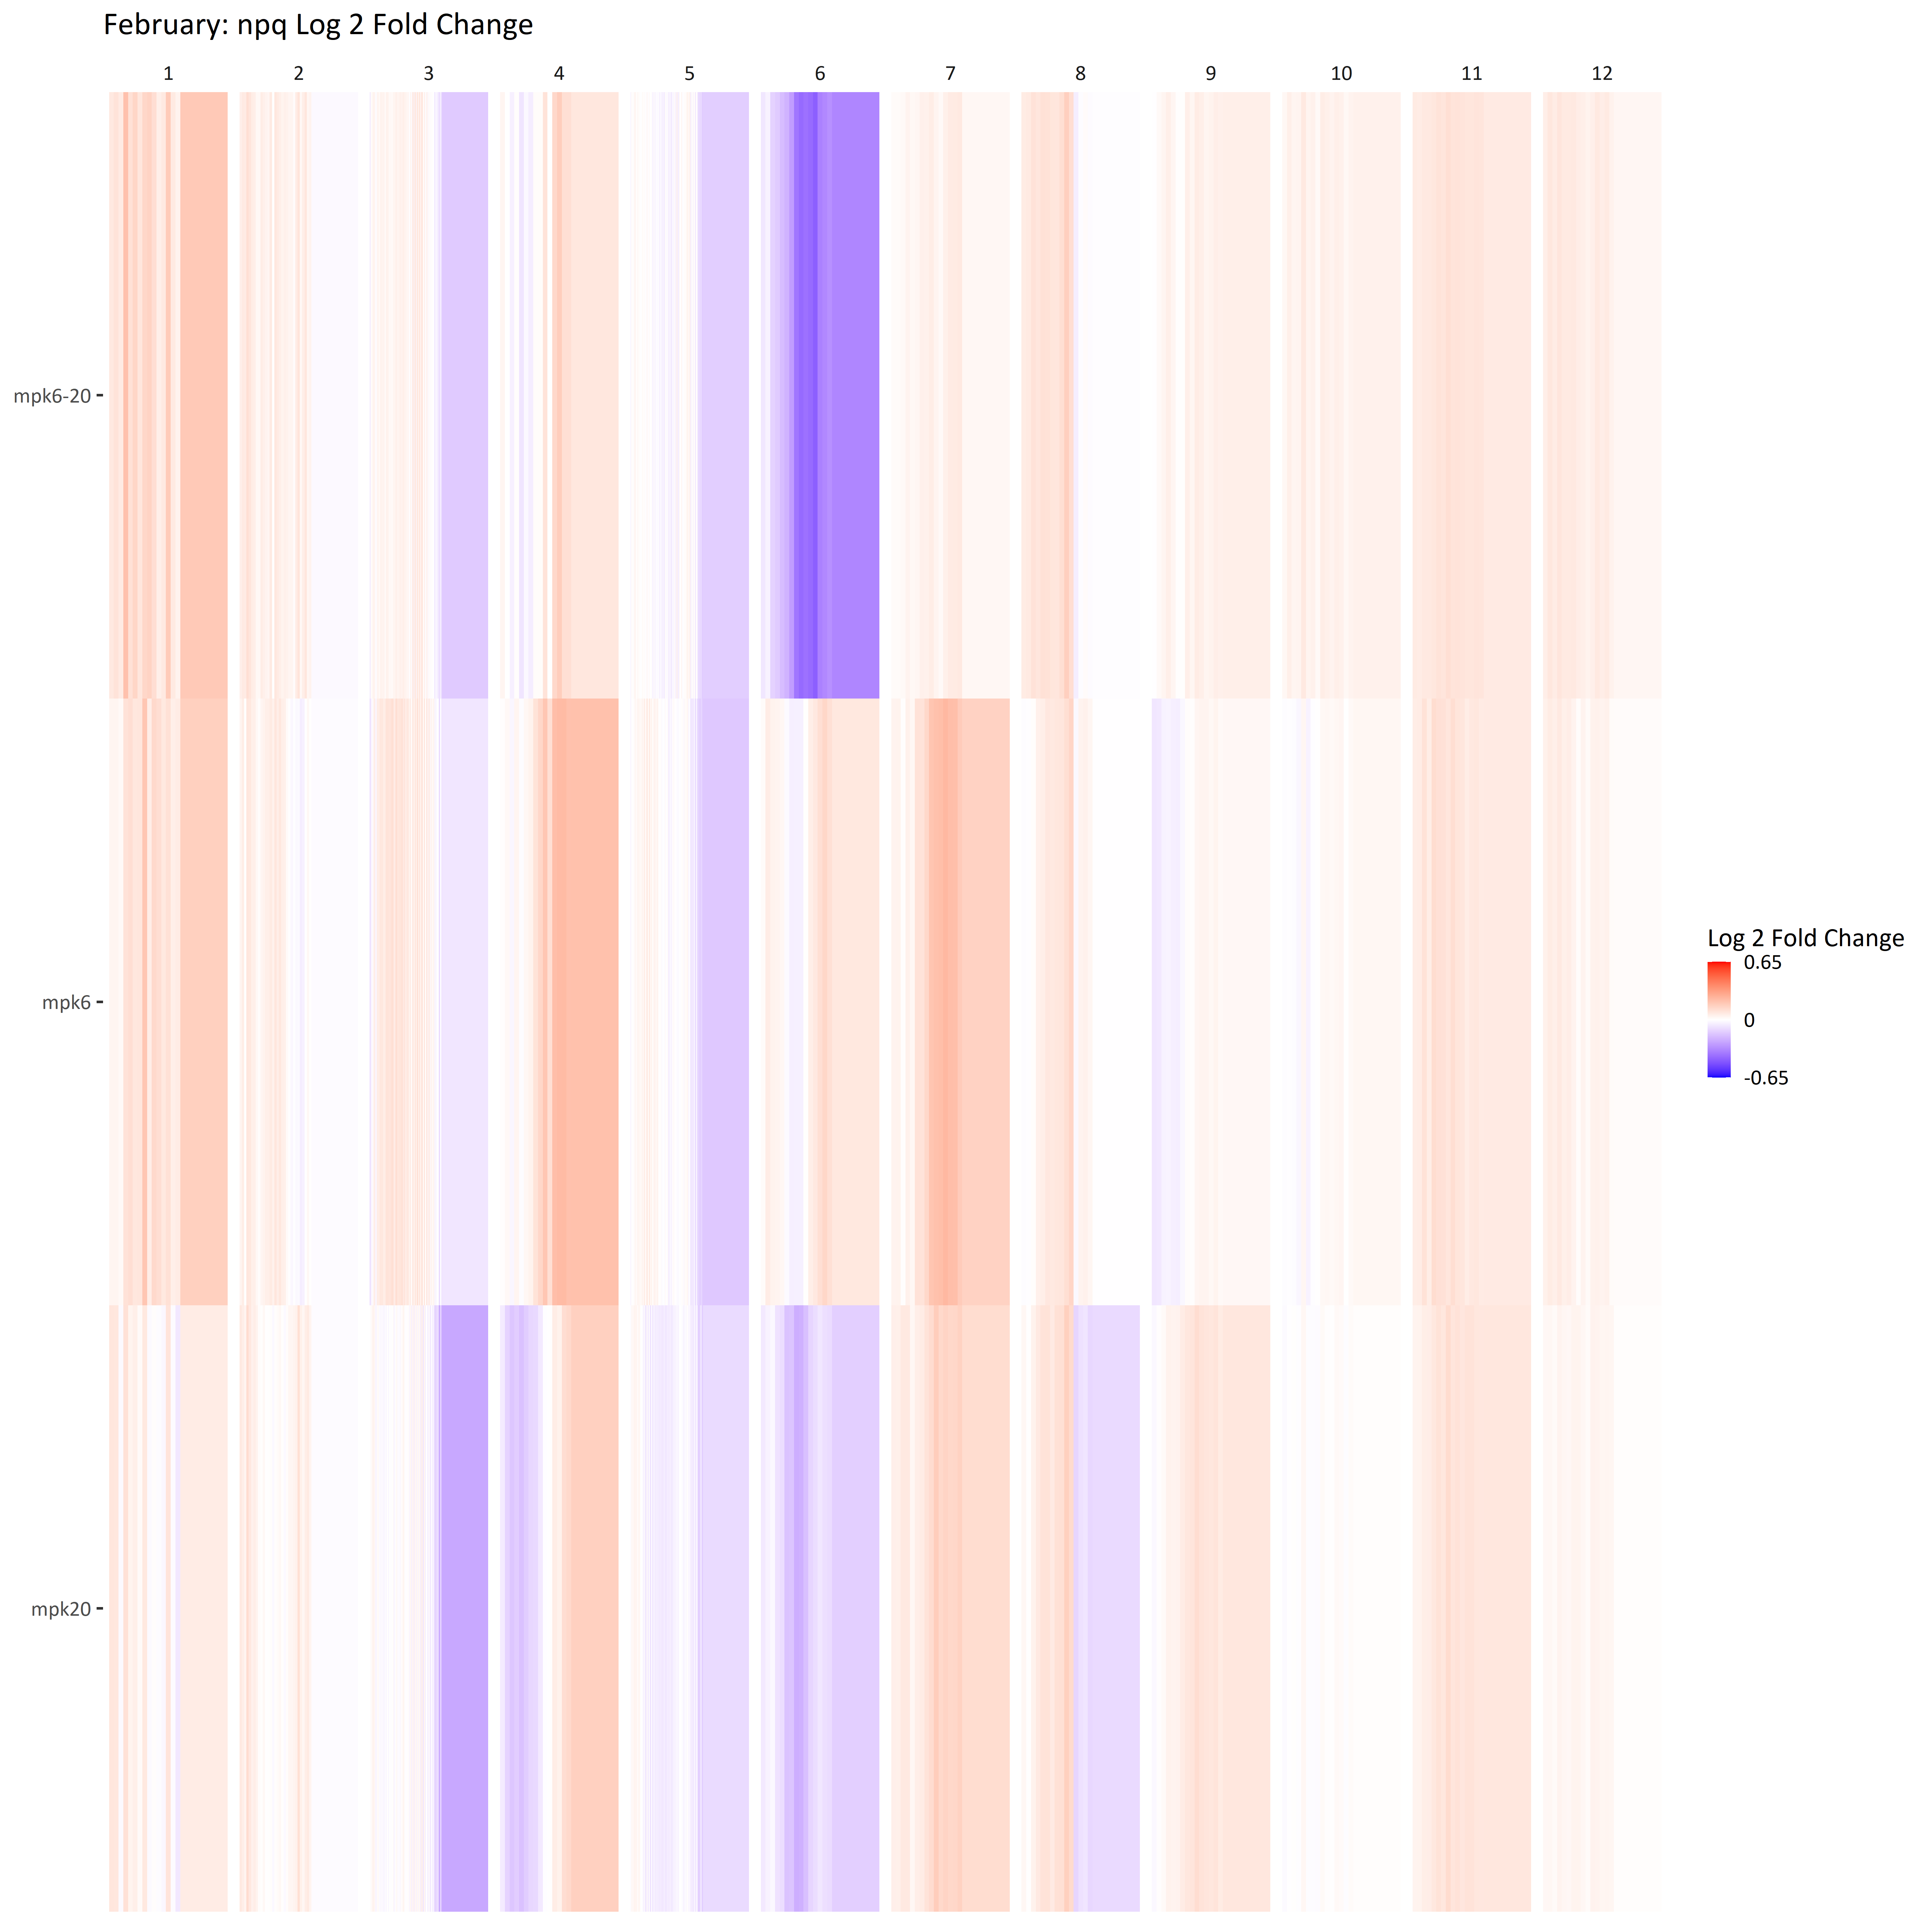 February: npq Log 2 Fold Change
1 2 3 4 5 6 7 8 9 10 11 12
mpk6-20
mpk6
mpk20
Log 2 Fold Change
0.65
0
-0.65